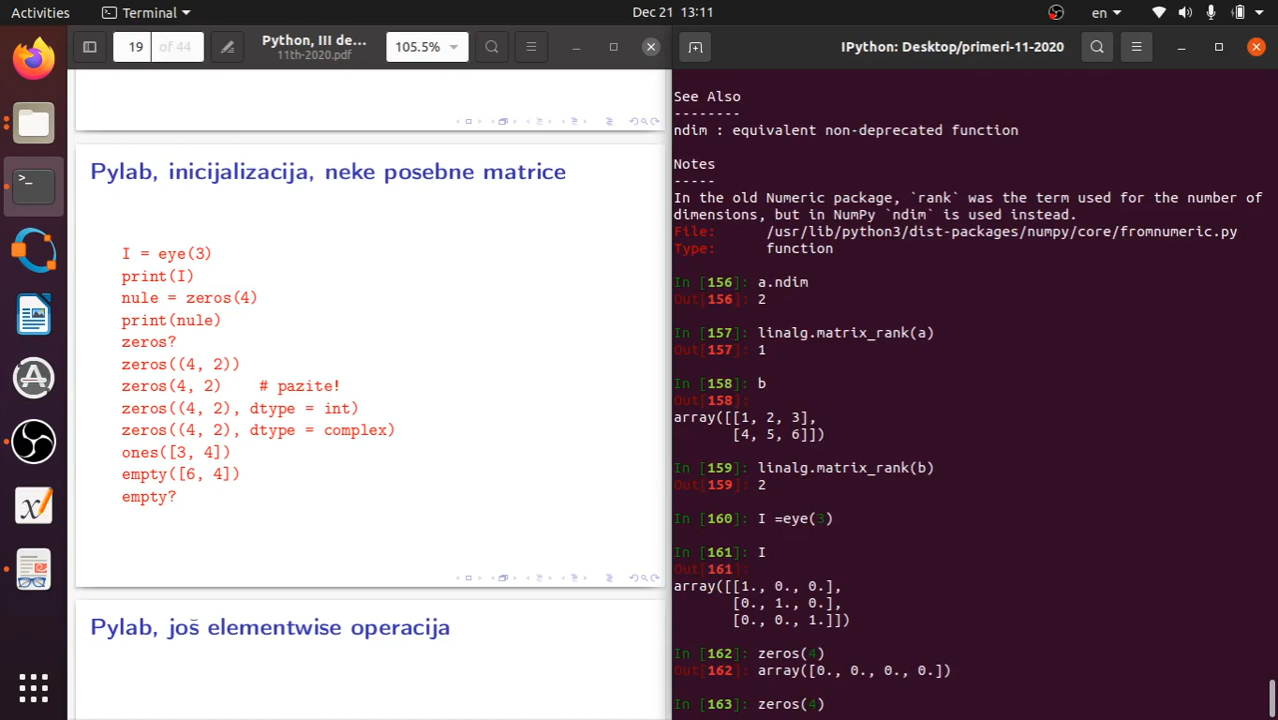 Activities
Terminal
Dec 21 13:11
en
19 of 44
Python, III de...
11th-2020.pdf
105.5%
Pylab, inicijalizacija, neke posebne matrice
I = eye(3)
print(I)
nule = zeros(4)
print(nule)
zeros?
zeros((4, 2))
zeros(4, 2)    # pazite!
zeros((4, 2), dtype = int)
zeros((4, 2), dtype = complex)
ones([3, 4])
empty([6, 4])
empty?
Pylab, još elementwise operacija
IPython: Desktop/primeri-11-2020
See Also
--------
ndim : equivalent non-deprecated function
Notes
-----
In the old Numeric package, `rank` was the term used for the number of
dimensions, but in NumPy `ndim` is used instead.
File:      /usr/lib/python3/dist-packages/numpy/core/fromnumeric.py
Type:      function
In [156]: a.ndim
Out[156]: 2
In [157]: linalg.matrix_rank(a)
Out[157]: 1
In [158]: b
Out[158]:
array([[1, 2, 3],
       [4, 5, 6]])
In [159]: linalg.matrix_rank(b)
Out[159]: 2
In [160]: I =eye(3)
In [161]: I
Out[161]:
array([[1., 0., 0.],
       [0., 1., 0.],
       [0., 0., 1.]])
In [162]: zeros(4)
Out[162]: array([0., 0., 0., 0.])
In [163]: zeros(4)